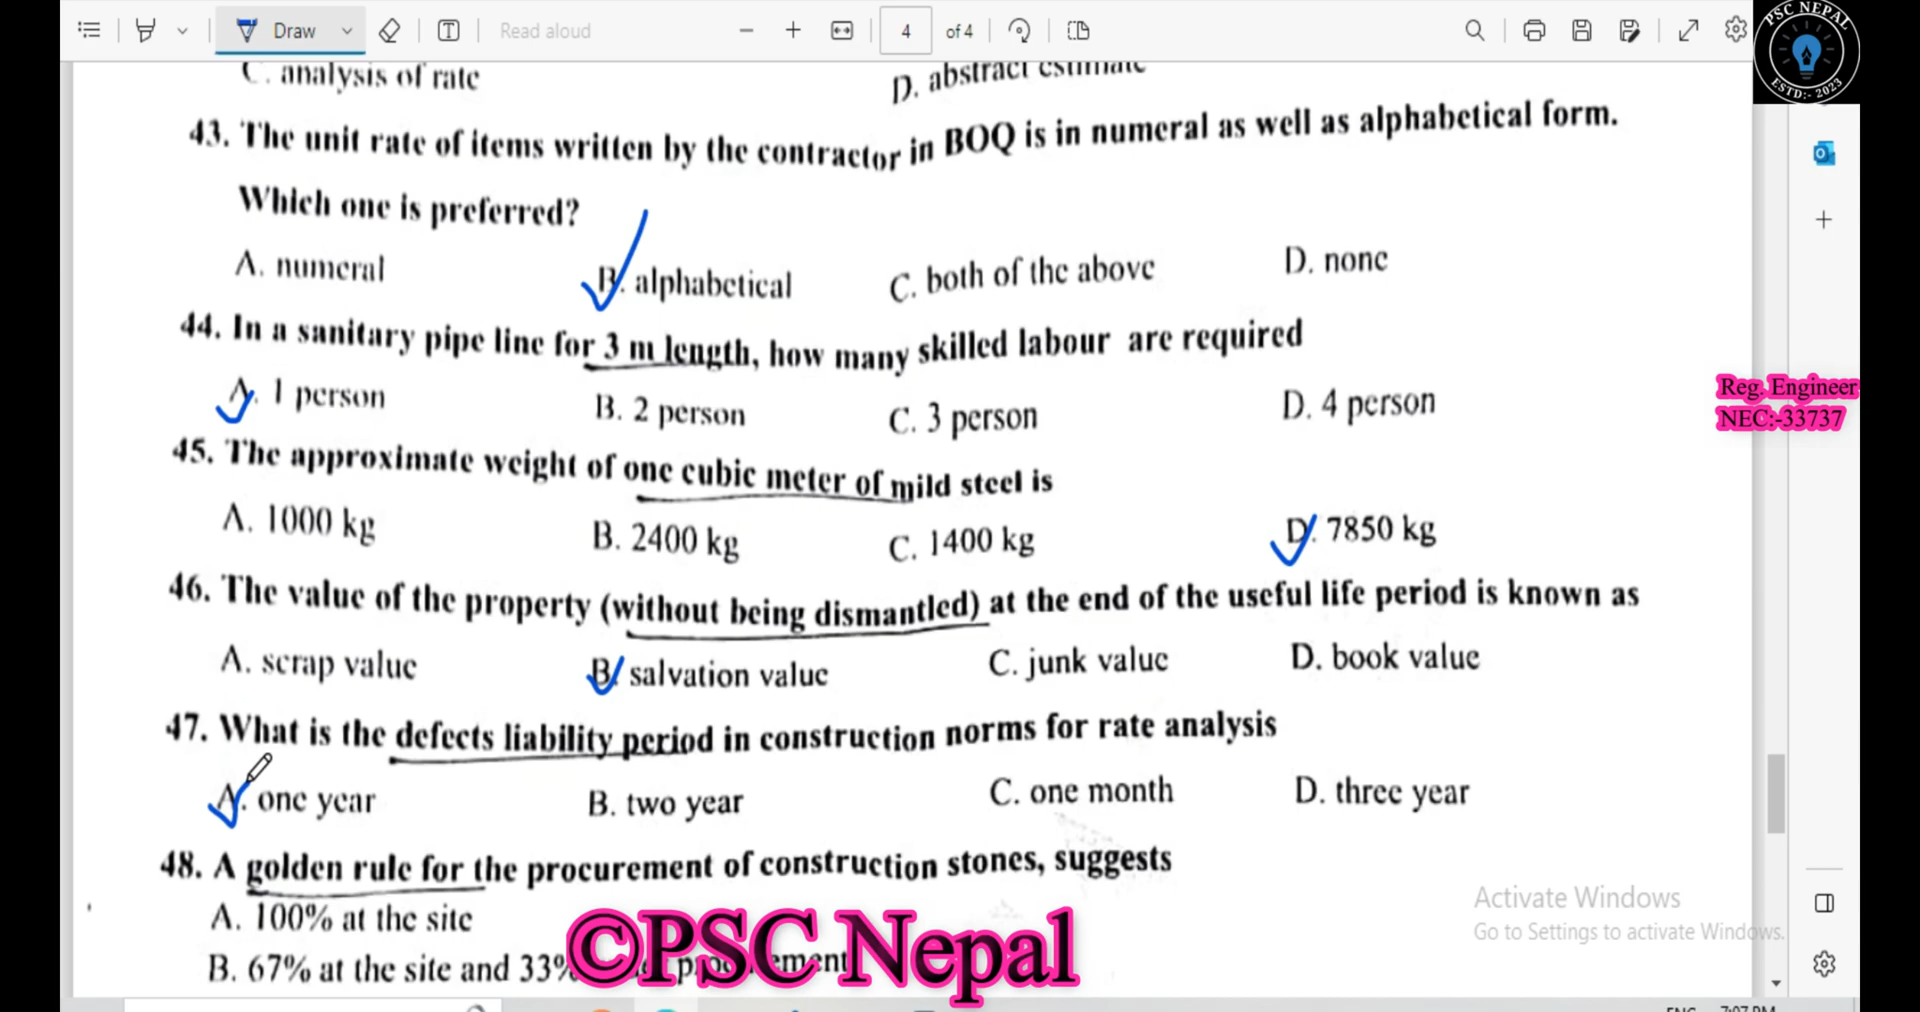 Draw
Read aloud
4 of 4
PSC NEPAL
ESTD:- 2023
C. analysis of rate D. abstract estimate
43. The unit rate of items written by the contractor in BOQ is in numeral as well as alphabetical form.
Which one is preferred?
A. numeral B. alphabetical C. both of the above D. none
44. In a sanitary pipe line for 3 m length, how many skilled labour are required
Reg. Engineer
NEC:-33737
A. 1 person B. 2 person C. 3 person D. 4 person
45. The approximate weight of one cubic meter of mild steel is
A. 1000 kg B. 2400 kg C. 1400 kg D. 7850 kg
46. The value of the property (without being dismantled) at the end of the useful life period is known as
A. scrap value B. salvation value C. junk value D. book value
47. What is the defects liability period in construction norms for rate analysis
A. one year B. two year C. one month D. three year
48. A golden rule for the procurement of construction stones, suggests
A. 100% at the site
B. 67% at the site and 33%
©PSC Nepal
Activate Windows
Go to Settings to activate Windows.